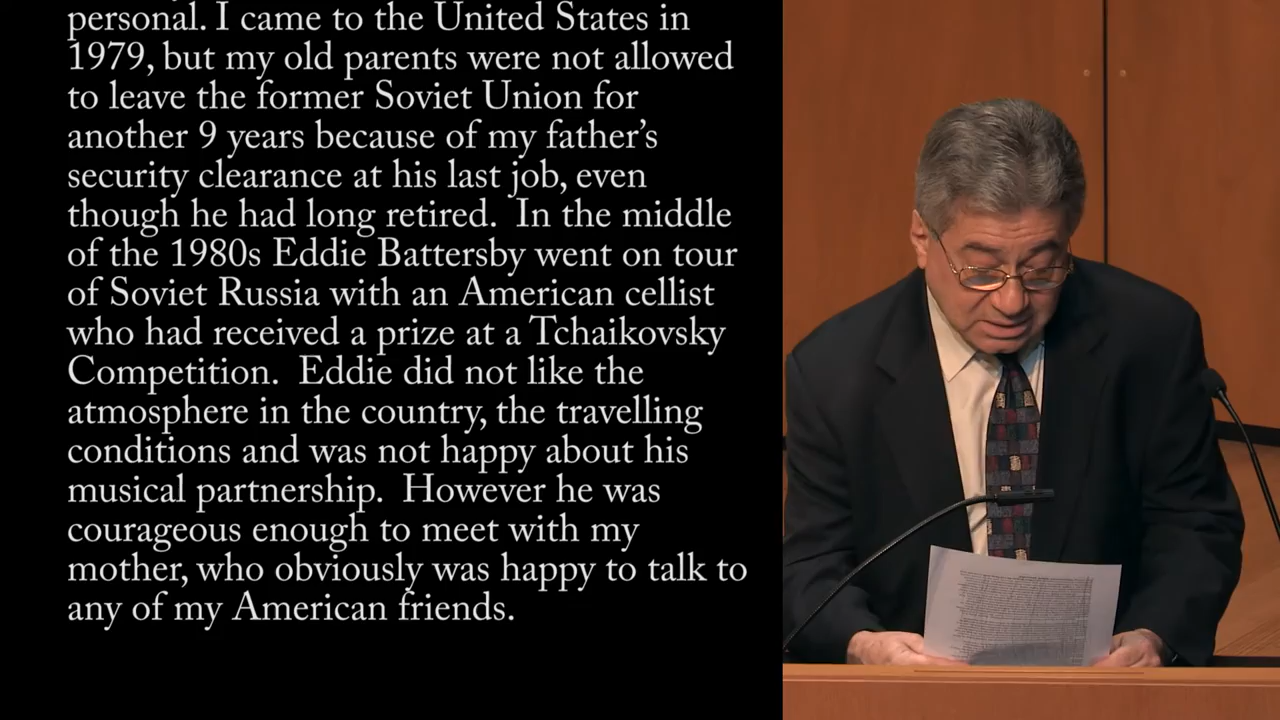 personal. I came to the United States in
1979, but my old parents were not allowed
to leave the former Soviet Union for
another 9 years because of my father’s
security clearance at his last job, even
though he had long retired.  In the middle
of the 1980s Eddie Battersby went on tour
of Soviet Russia with an American cellist
who had received a prize at a Tchaikovsky
Competition.  Eddie did not like the
atmosphere in the country, the travelling
conditions and was not happy about his
musical partnership.  However he was
courageous enough to meet with my
mother, who obviously was happy to talk to
any of my American friends.